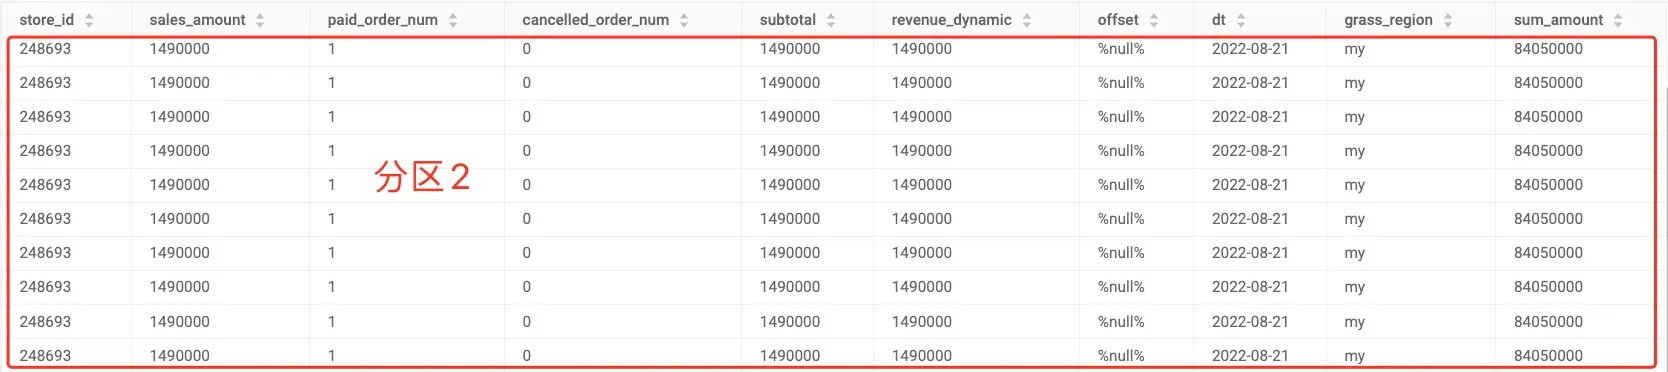 store_id sales_amount paid_order_num cancelled_order_num subtotal revenue_dynamic offset dt grass_region sum_amount
248693 1490000 1 0 1490000 1490000 %null% 2022-08-21 my 84050000
248693 1490000 1 0 1490000 1490000 %null% 2022-08-21 my 84050000
248693 1490000 1 0 1490000 1490000 %null% 2022-08-21 my 84050000
248693 1490000 1 0 1490000 1490000 %null% 2022-08-21 my 84050000
248693 1490000 1 0 1490000 1490000 %null% 2022-08-21 my 84050000
分区2
248693 1490000 1 0 1490000 1490000 %null% 2022-08-21 my 84050000
248693 1490000 1 0 1490000 1490000 %null% 2022-08-21 my 84050000
248693 1490000 1 0 1490000 1490000 %null% 2022-08-21 my 84050000
248693 1490000 1 0 1490000 1490000 %null% 2022-08-21 my 84050000
248693 1490000 1 0 1490000 1490000 %null% 2022-08-21 my 84050000